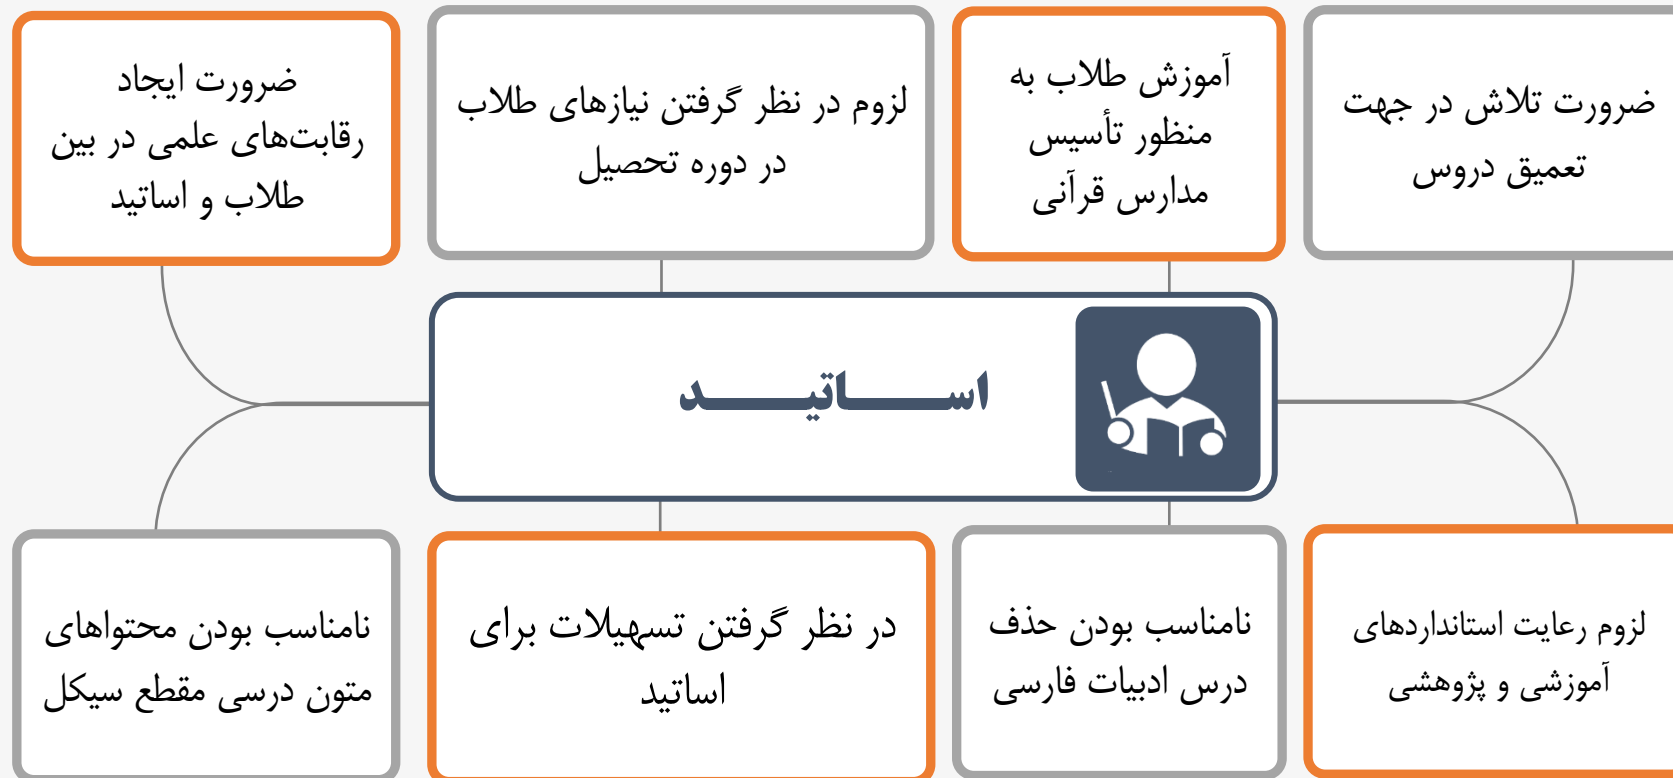 ضرورت تلاش در جهت
تعمیق دروس
آموزش طلاب به
منظور تأسیس
مدارس قرآنی
لزوم در نظر گرفتن نیازهای طلاب
در دوره تحصیل
ضرورت ایجاد
رقابت‌های علمی در بین
طلاب و اساتید
اســــاتیــــد
لزوم رعایت استانداردهای
آموزشی و پژوهشی
نامناسب بودن حذف
درس ادبیات فارسی
در نظر گرفتن تسهیلات برای
اساتید
نامناسب بودن محتواهای
متون درسی مقطع سیکل